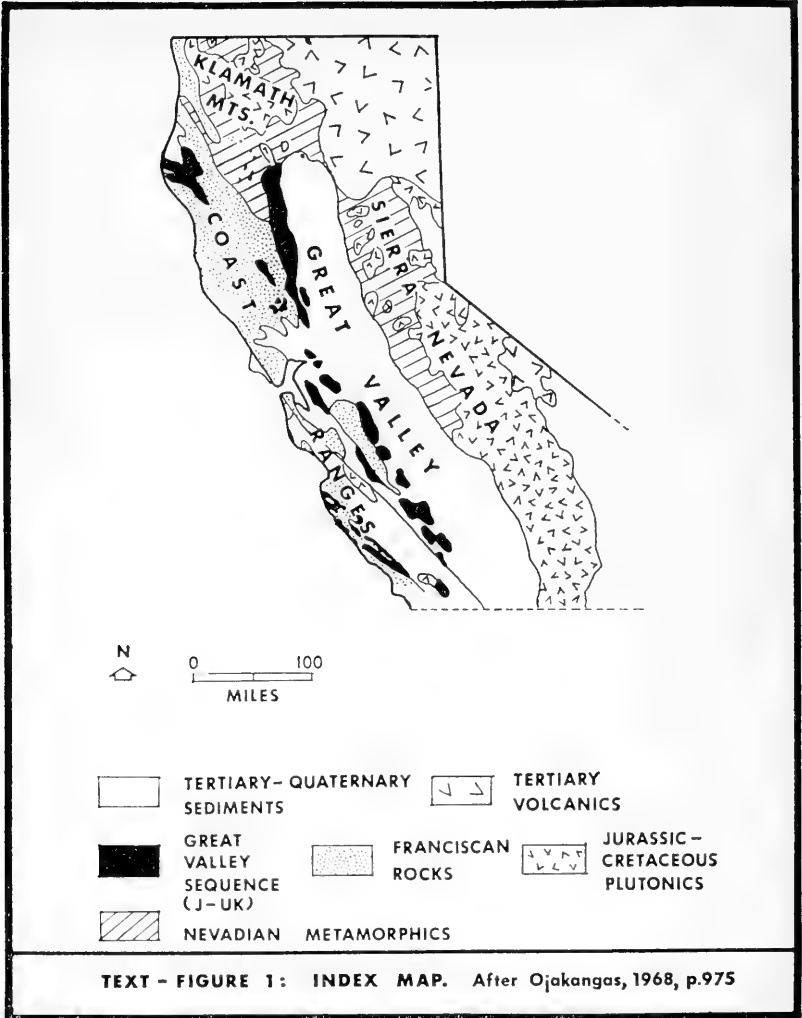 KLAMATH
MTS.
COAST
RANGES
GREAT
VALLEY
SIERRA
NEVADA
N
0 100
MILES
TERTIARY-QUATERNARY
SEDIMENTS
TERTIARY
VOLCANICS
GREAT
VALLEY
SEQUENCE
(J-UK)
FRANCISCAN
ROCKS
JURASSIC-
CRETACEOUS
PLUTONICS
NEVADIAN METAMORPHICS
TEXT - FIGURE 1: INDEX MAP. After Ojakangas, 1968, p.975